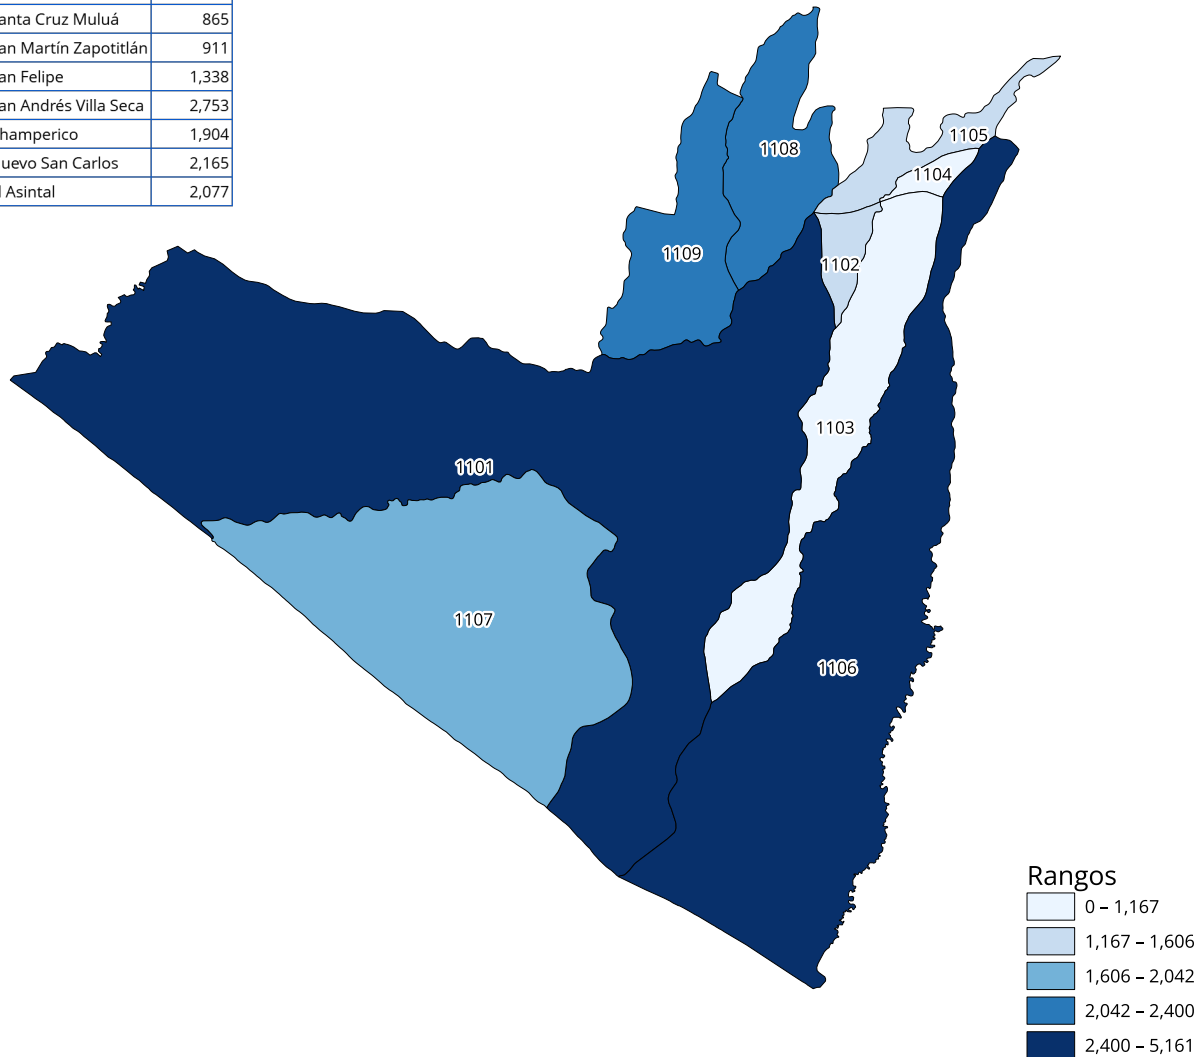 anta Cruz Muluá 865
an Martín Zapotitlán 911
an Felipe 1,338
an Andrés Villa Seca 2,753
hamperico 1,904
uevo San Carlos 2,165
l Asintal 2,077
1105
1108
1104
1109
1102
1103
1101
1107
1106
Rangos
0 – 1,167
1,167 – 1,606
1,606 – 2,042
2,042 – 2,400
2,400 – 5,161